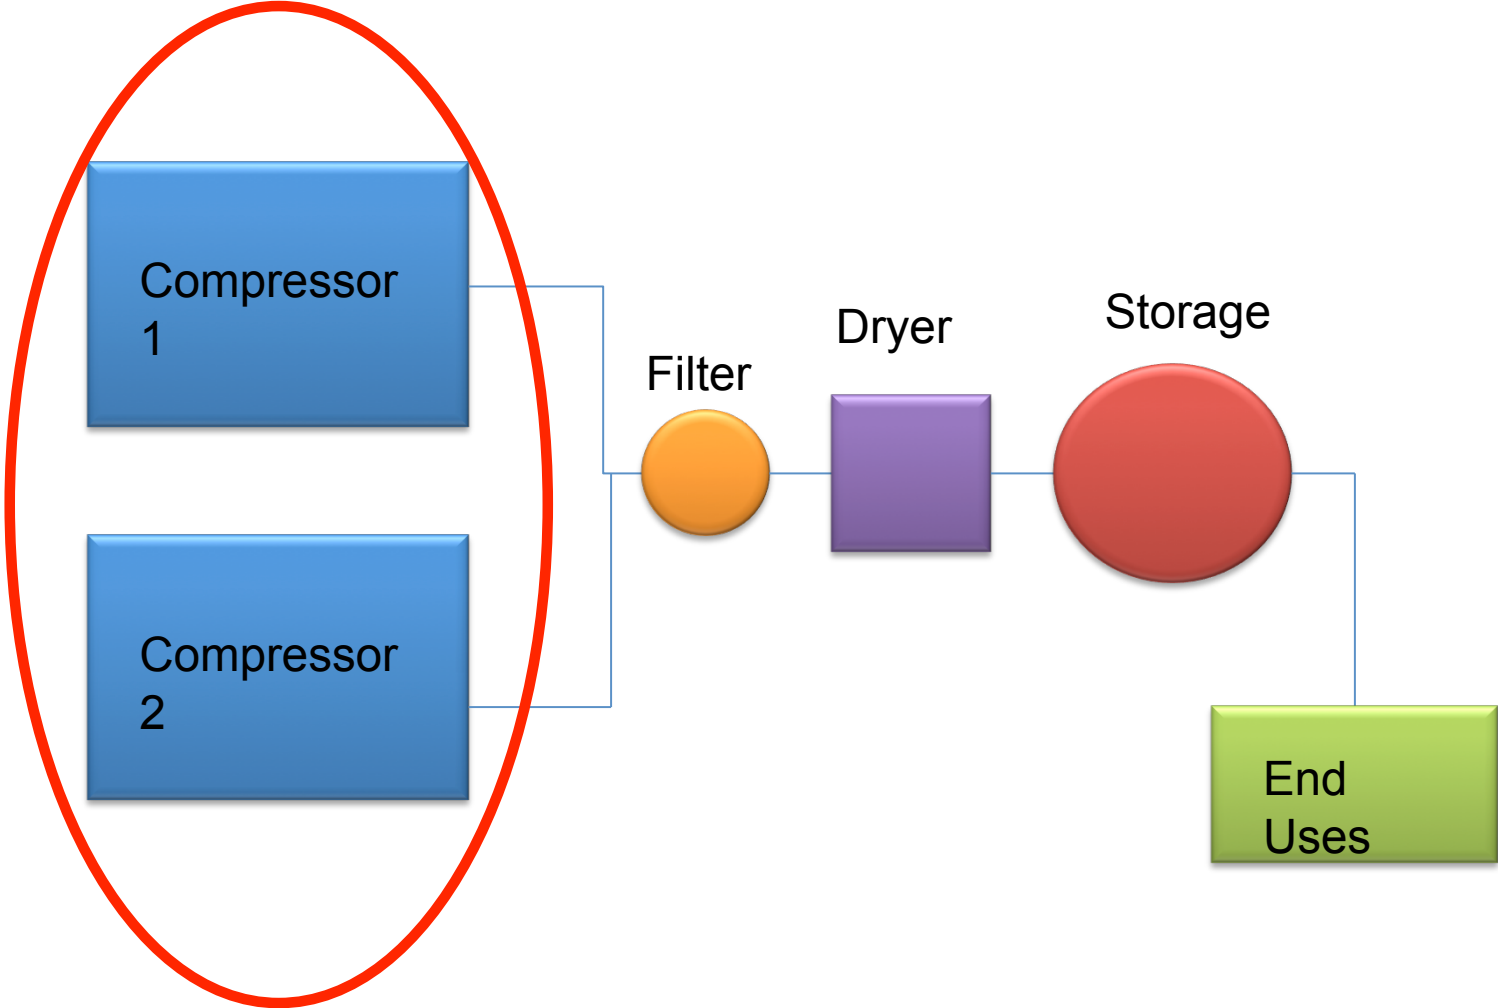 Compressor
1
Filter
Dryer
Storage
Compressor
2
End
Uses